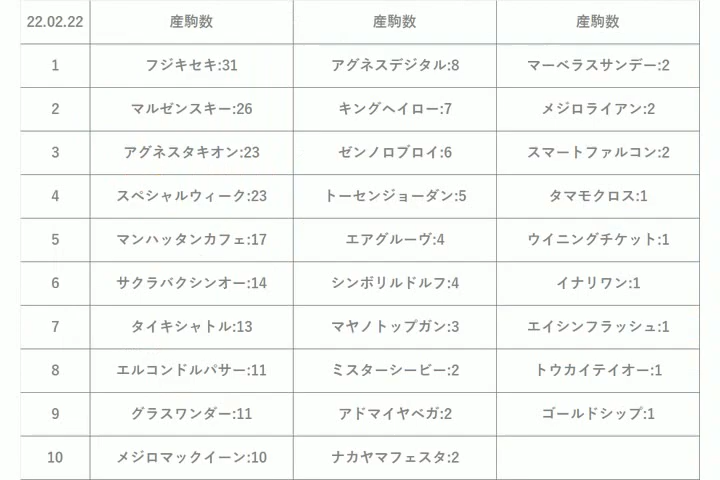 22.02.22 産駒数 産駒数 産駒数
1 フジキセキ:31 アグネスデジタル:8 マーベラスサンデー:2
2 マルゼンスキー:26 キングヘイロー:7 メジロライアン:2
3 アグネスタキオン:23 ゼンノロブロイ:6 スマートファルコン:2
4 スペシャルウィーク:23 トーセンジョーダン:5 タマモクロス:1
5 マンハッタンカフェ:17 エアグルーヴ:4 ウイニングチケット:1
6 サクラバクシンオー:14 シンボリルドルフ:4 イナリワン:1
7 タイキシャトル:13 マヤノトップガン:3 エイシンフラッシュ:1
8 エルコンドルパサー:11 ミスターシービー:2 トウカイテイオー:1
9 グラスワンダー:11 アドマイヤベガ:2 ゴールドシップ:1
10 メジロマックイーン:10 ナカヤマフェスタ:2